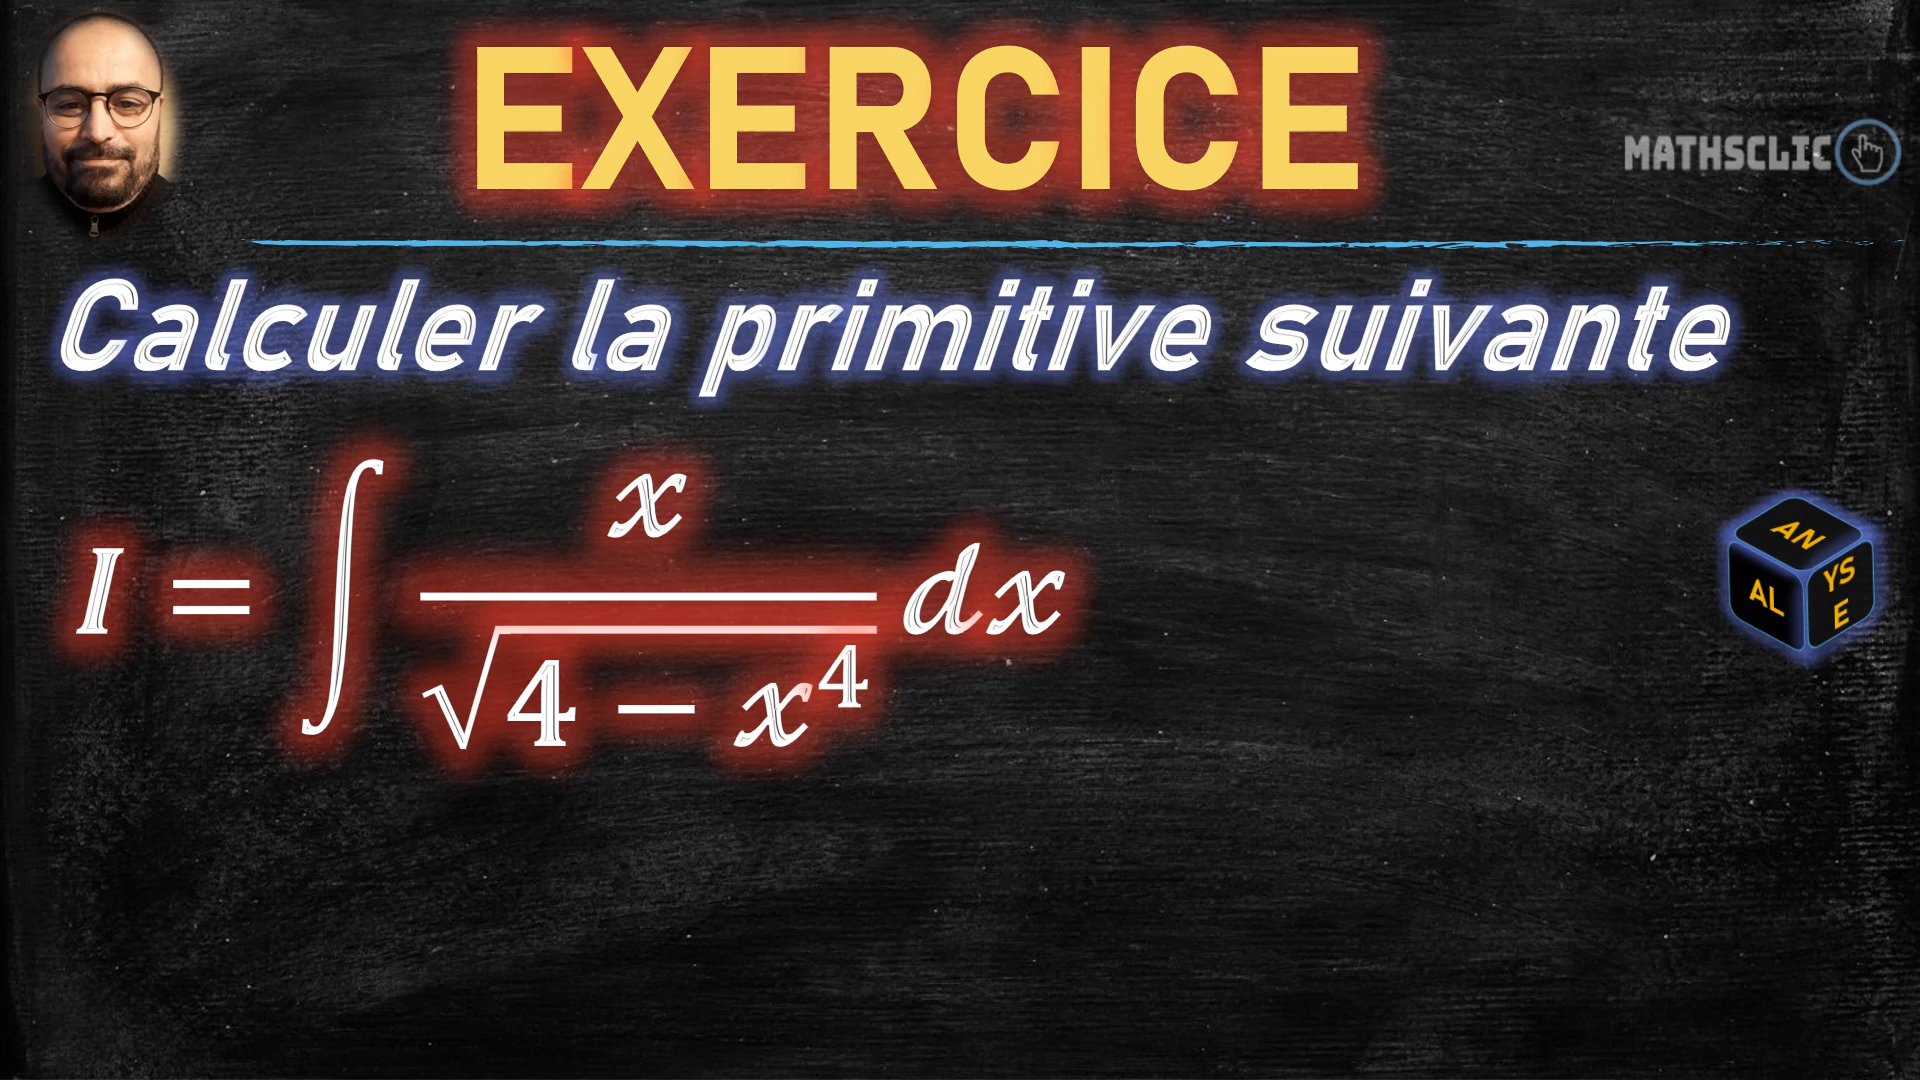 EXERCICE
MATHSCLIC
Calculer la primitive suivante
I = ∫ x / √(4 − x⁴) dx
AN
AL
YS
E